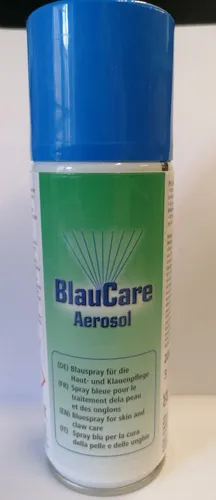 BlauCare
Aerosol
(DE) Blauspray für die
Haut- und Klauenpflege
(FR) Spray bleue pour le
traitement dela peau
et des onglons
(EN) Bluespray for skin and
claw care
(IT) Spray blu per la cura
della pelle e delle unghie